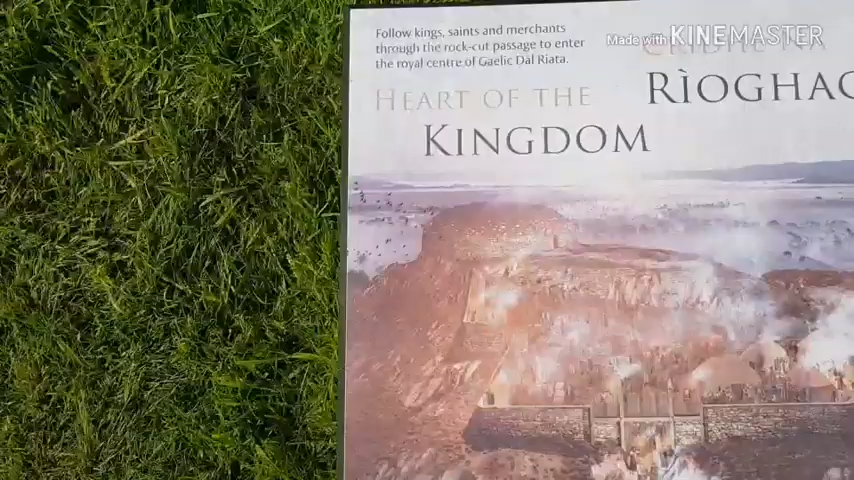 Follow kings, saints and merchants
through the rock-cut passage to enter
the royal centre of Gaelic Dál Riata.
HEART OF THE
KINGDOM
RÌOGHA
Made with KINEMASTER